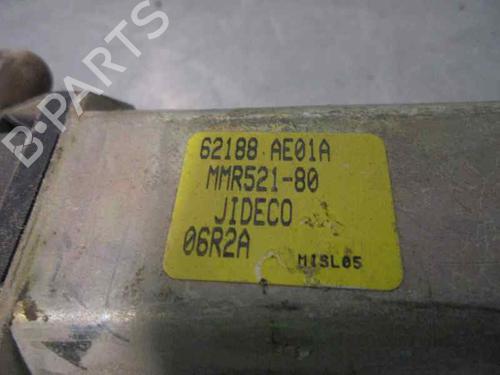 B-PARTS
62188 AE01A
MMR521-80
JIDECO
06R2A
MISL05